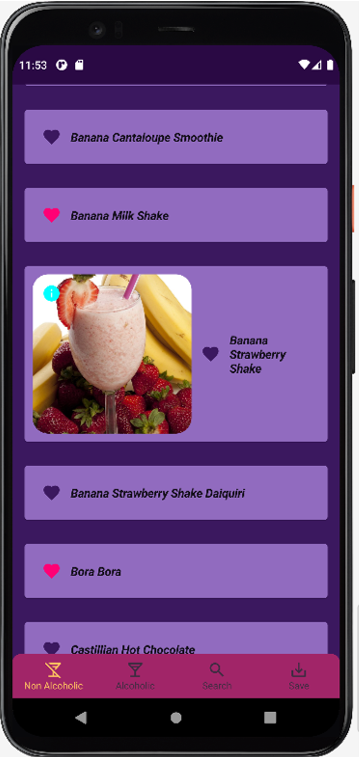 11:53
Banana Cantaloupe Smoothie
Banana Milk Shake
Banana
Strawberry
Shake
Banana Strawberry Shake Daiquiri
Bora Bora
Castillian Hot Chocolate
Non Alcoholic
Alcoholic
Search
Save